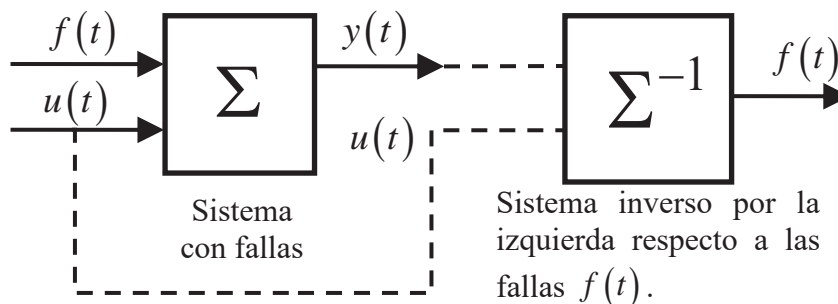 f(t)
u(t)
Σ
y(t)
u(t)
Σ⁻¹
f(t)
Sistema
con fallas
Sistema inverso por la
izquierda respecto a las
fallas f(t).